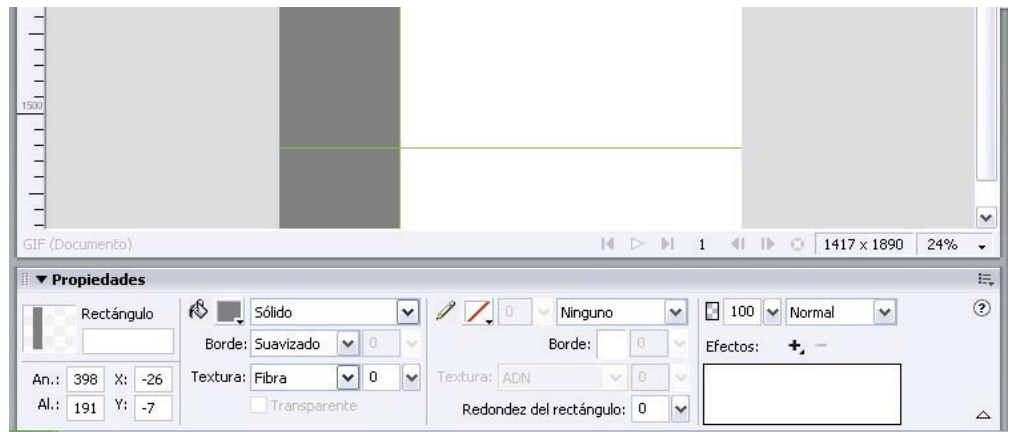 1500
GIF (Documento) 1 1417 x 1890 24%
Propiedades
Rectángulo Sólido 0 Ninguno 100 Normal
Borde: Suavizado 0 Borde: 0 Efectos:
An.: 398 X: -26 Textura: Fibra 0 Textura: ADN 0
Al.: 191 Y: -7 Transparente Redondez del rectángulo: 0